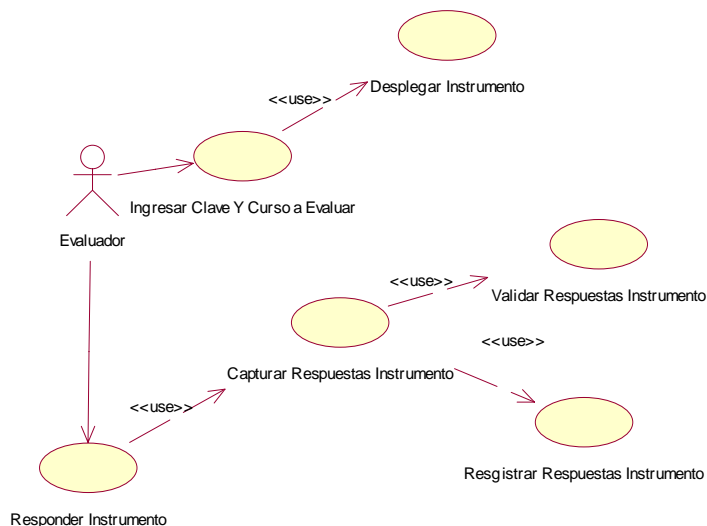 Desplegar Instrumento
<<use>>
Ingresar Clave Y Curso a Evaluar
Evaluador
<<use>>
Validar Respuestas Instrumento
<<use>>
Capturar Respuestas Instrumento
<<use>>
Resgistrar Respuestas Instrumento
Responder Instrumento